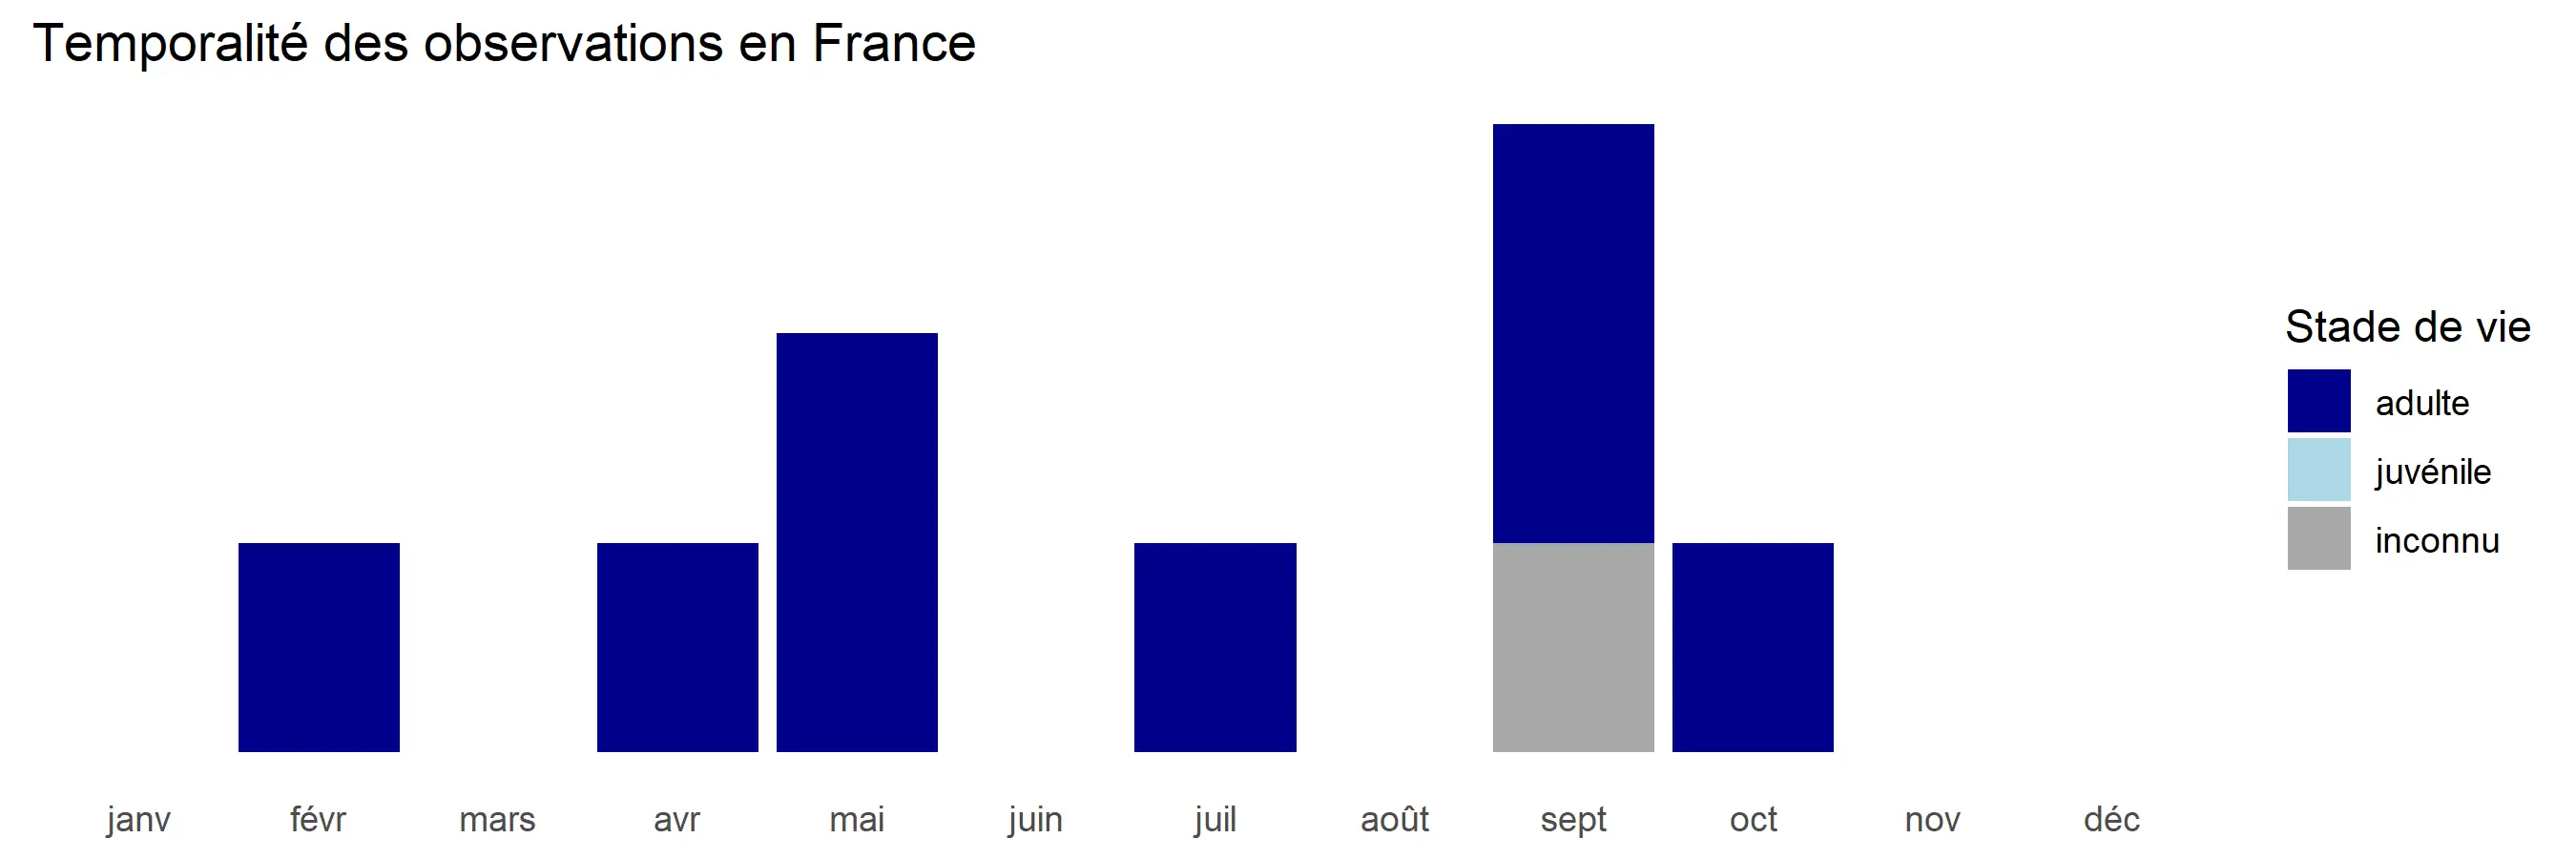 Temporalité des observations en France
Stade de vie
adulte
juvénile
inconnu
janv févr mars avr mai juin juil août sept oct nov déc